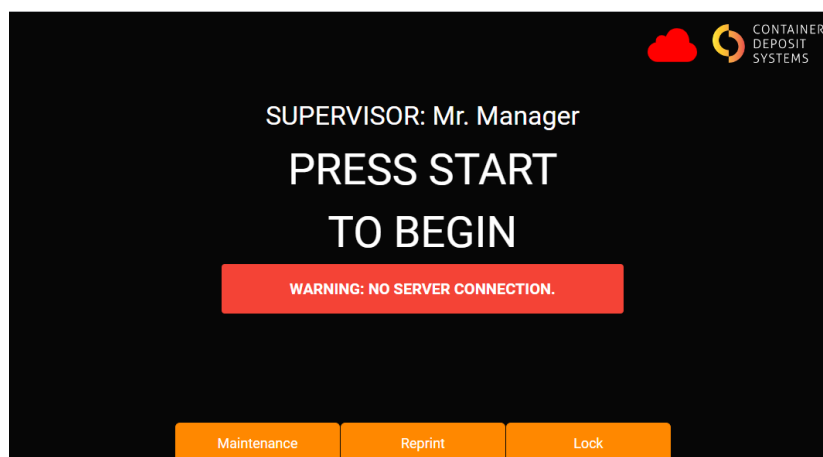 CONTAINER
DEPOSIT
SYSTEMS
SUPERVISOR: Mr. Manager
PRESS START
TO BEGIN
WARNING: NO SERVER CONNECTION.
Maintenance
Reprint
Lock